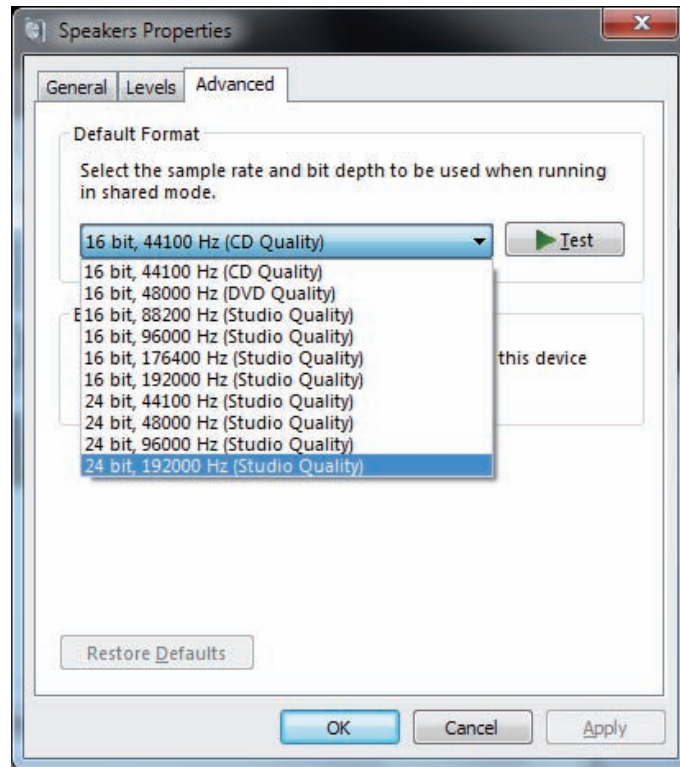 Speakers Properties
General Levels Advanced
Default Format
Select the sample rate and bit depth to be used when running
in shared mode.
16 bit, 44100 Hz (CD Quality)
Test
16 bit, 44100 Hz (CD Quality)
16 bit, 48000 Hz (DVD Quality)
16 bit, 88200 Hz (Studio Quality)
16 bit, 96000 Hz (Studio Quality)
16 bit, 176400 Hz (Studio Quality)
this device
16 bit, 192000 Hz (Studio Quality)
24 bit, 44100 Hz (Studio Quality)
24 bit, 48000 Hz (Studio Quality)
24 bit, 96000 Hz (Studio Quality)
24 bit, 192000 Hz (Studio Quality)
Restore Defaults
OK Cancel Apply